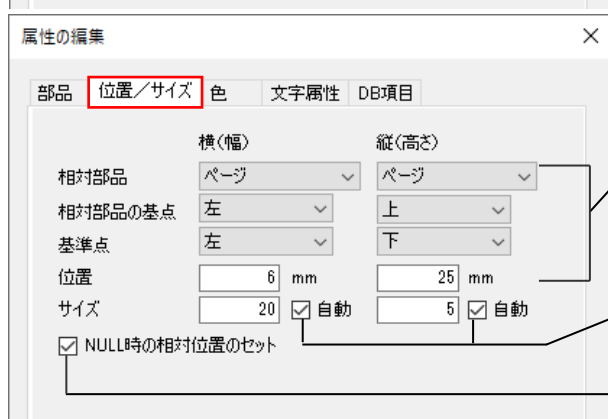 属性の編集
部品 位置／サイズ 色 文字属性 DB項目
横(幅) 縦(高さ)
相対部品 ページ ページ
相対部品の基点 左 上
基準点 左 下
位置 6 mm 25 mm
サイズ 20 自動 5 自動
NULL時の相対位置のセット